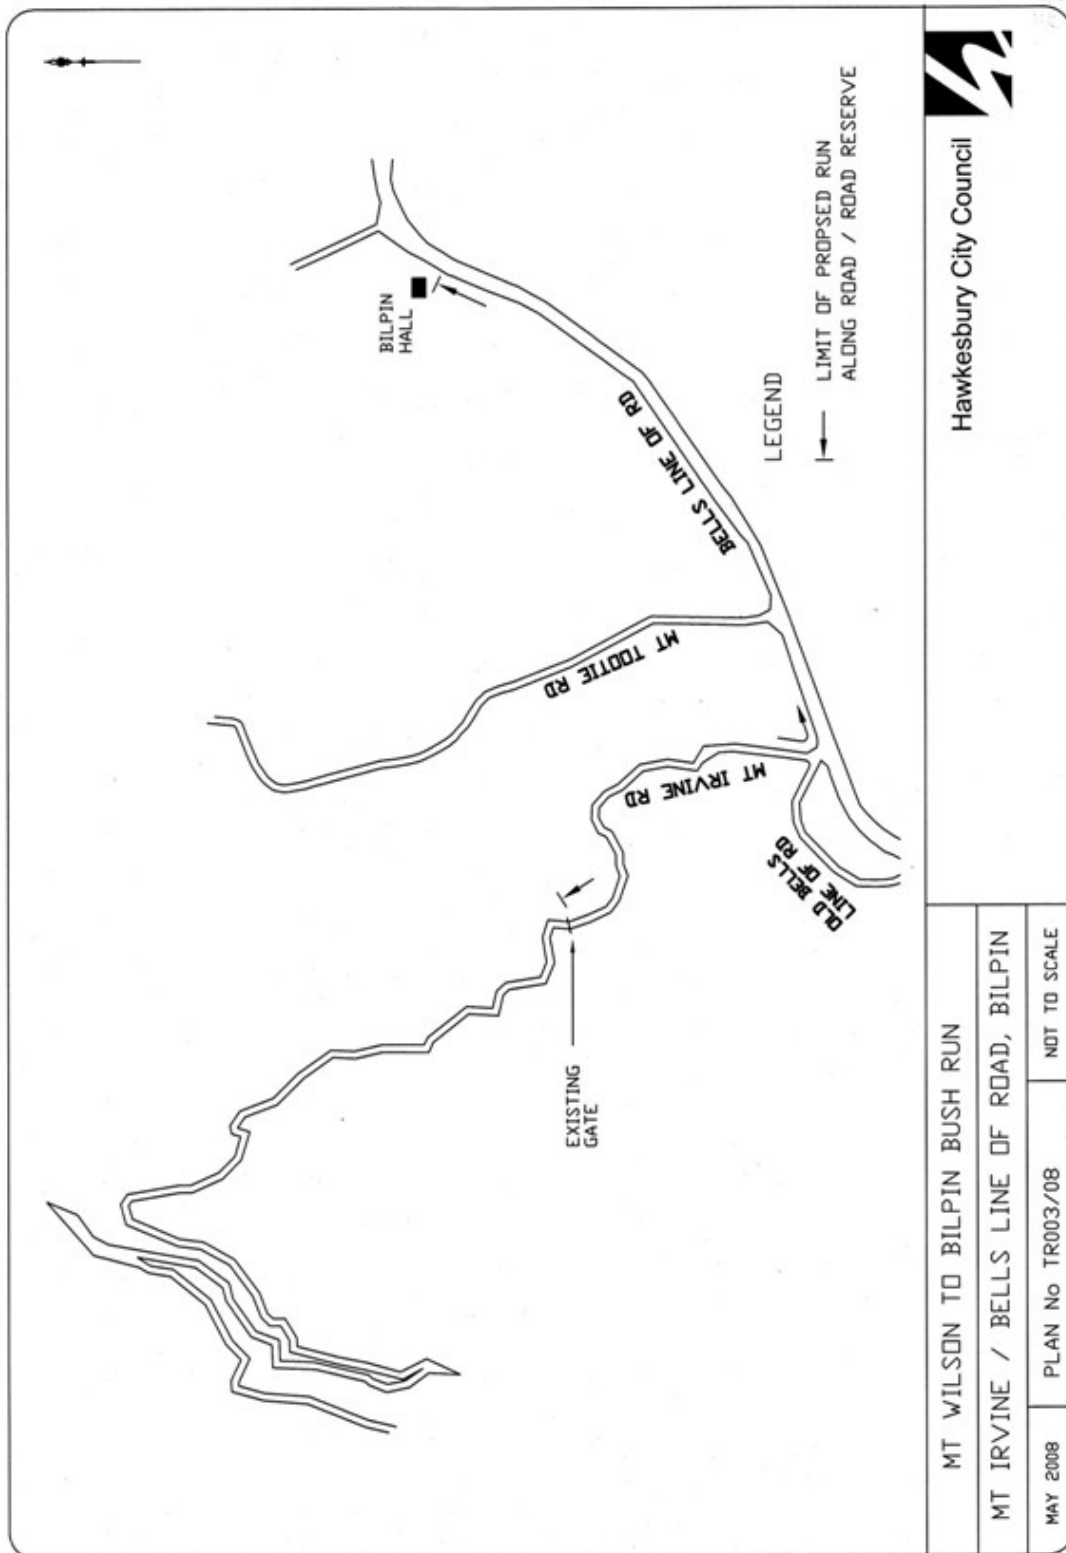 BILPIN
HALL
BELLS LINE OF RD
MT TOOTIE RD
MT IRVINE RD
OLD BELLS
LINE OF RD
EXISTING
GATE
LEGEND
LIMIT OF PROPSED RUN
ALONG ROAD / ROAD RESERVE
MT WILSON TO BILPIN BUSH RUN
MT IRVINE / BELLS LINE OF ROAD, BILPIN
MAY 2008
PLAN No TR003/08
NOT TO SCALE
Hawkesbury City Council